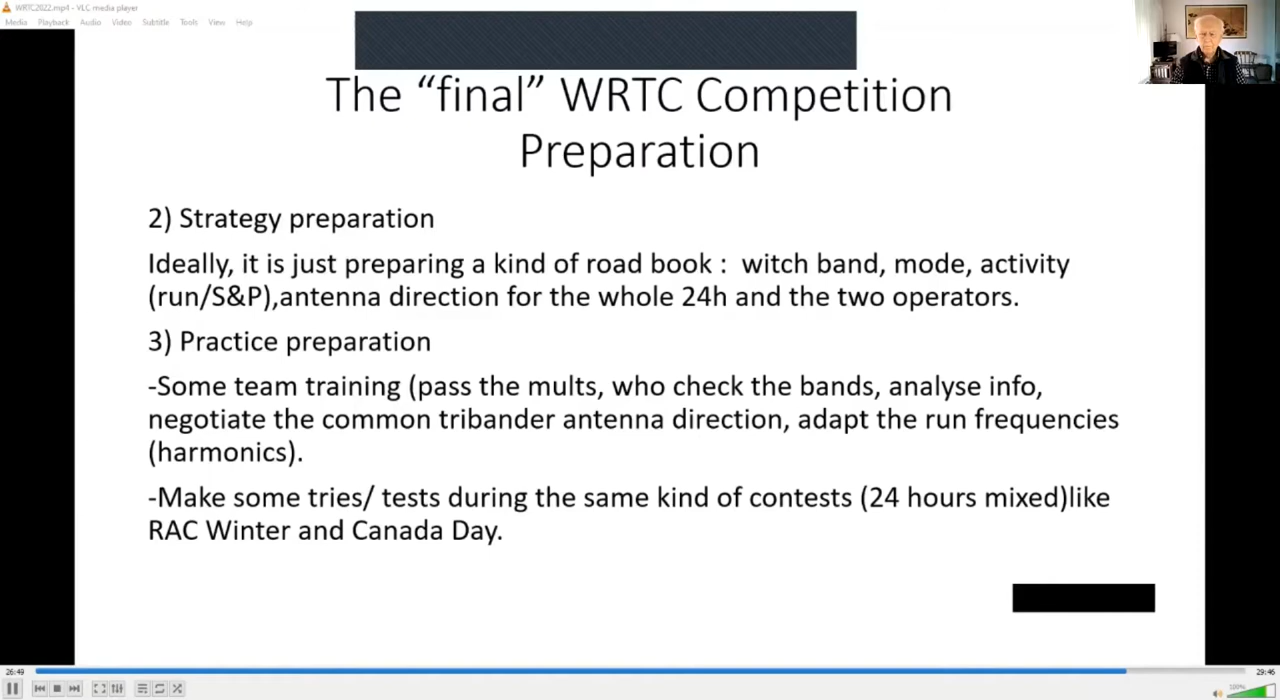 WRTC2022.mp4 - VLC media player
Media Playback Audio Video Subtitle Tools View Help
The “final” WRTC Competition
Preparation
2) Strategy preparation
Ideally, it is just preparing a kind of road book : witch band, mode, activity
(run/S&P),antenna direction for the whole 24h and the two operators.
3) Practice preparation
-Some team training (pass the mults, who check the bands, analyse info,
negotiate the common tribander antenna direction, adapt the run frequencies
(harmonics).
-Make some tries/ tests during the same kind of contests (24 hours mixed)like
RAC Winter and Canada Day.
26:49 29:46
100%